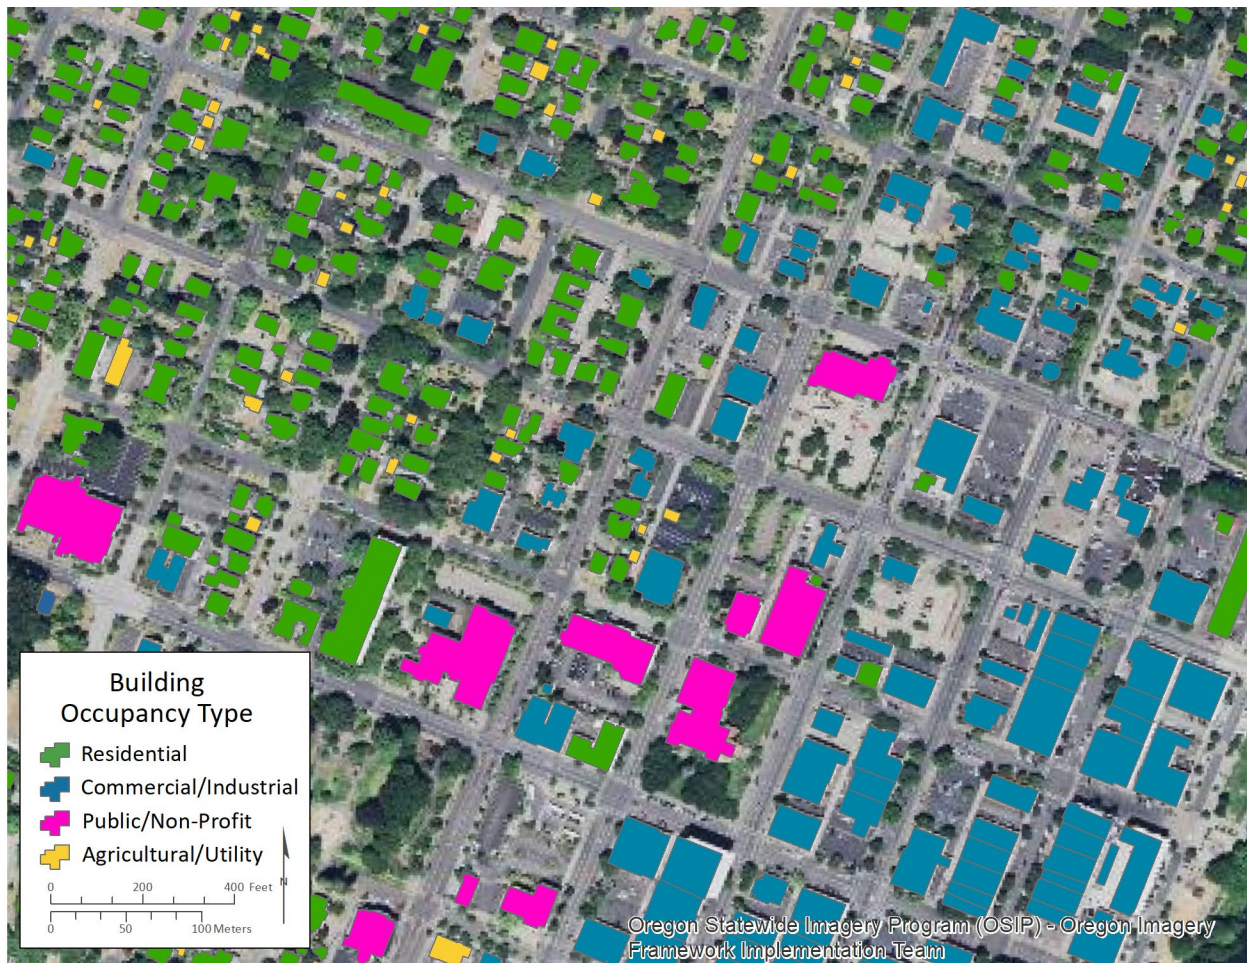 Building
Occupancy Type
Residential
Commercial/Industrial
Public/Non-Profit
Agricultural/Utility
0 200 400 Feet
N
0 50 100 Meters
Oregon Statewide Imagery Program (OSIP) - Oregon Imagery
Framework Implementation Team